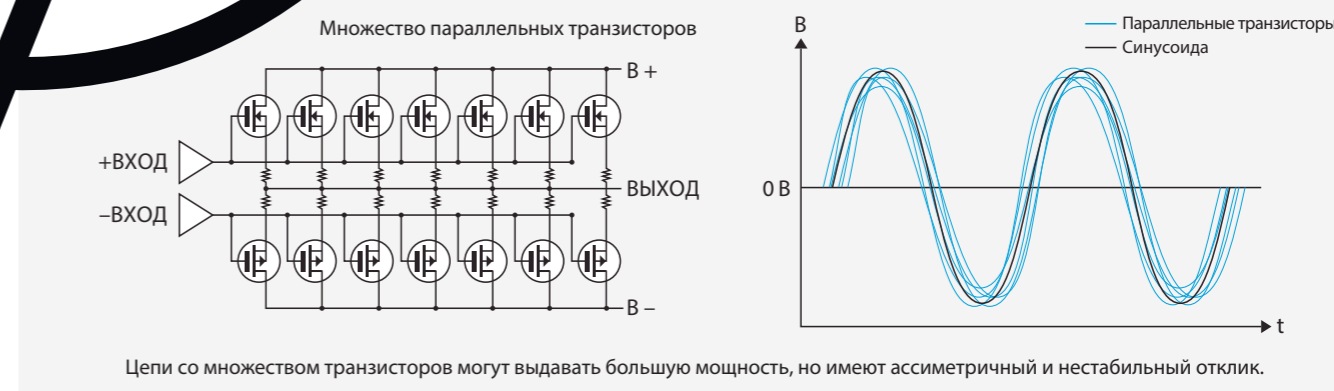 Множество параллельных транзисторов
В +
+ВХОД
ВЫХОД
−ВХОД
В −
В
Параллельные транзисторы
Синусоида
0 В
t
Цепи со множеством транзисторов могут выдавать большую мощность, но имеют ассиметричный и нестабильный отклик.